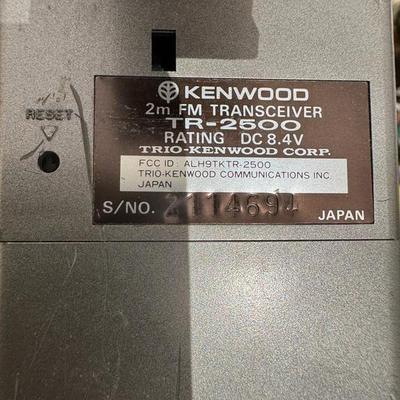 RESET
KENWOOD
2m FM TRANSCEIVER
TR-2500
RATING DC 8.4V
TRIO-KENWOOD CORP.
FCC ID: ALH9TKTR-2500
TRIO-KENWOOD COMMUNICATIONS INC.
JAPAN
S/NO. 2114694
JAPAN